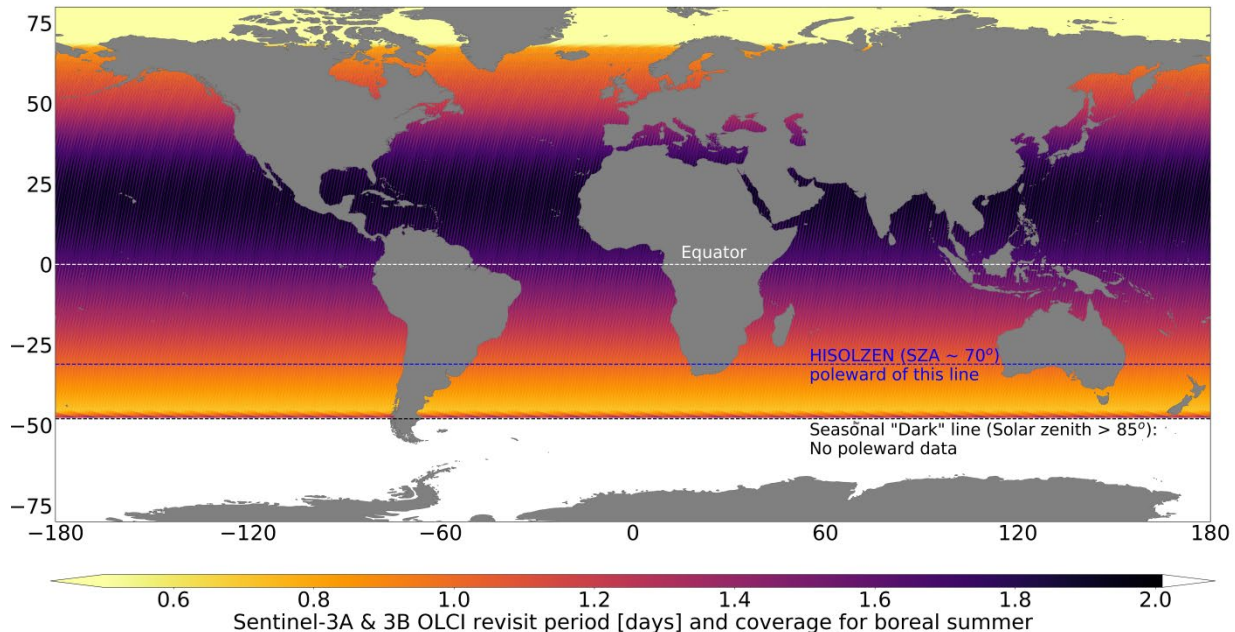 75
50
25
Equator
0
−25
HISOLZEN (SZA ~ 70°)
poleward of this line
−50
Seasonal "Dark" line (Solar zenith > 85°):
No poleward data
−75
−180 −120 −60 0 60 120 180
0.6 0.8 1.0 1.2 1.4 1.6 1.8 2.0
Sentinel-3A & 3B OLCI revisit period [days] and coverage for boreal summer